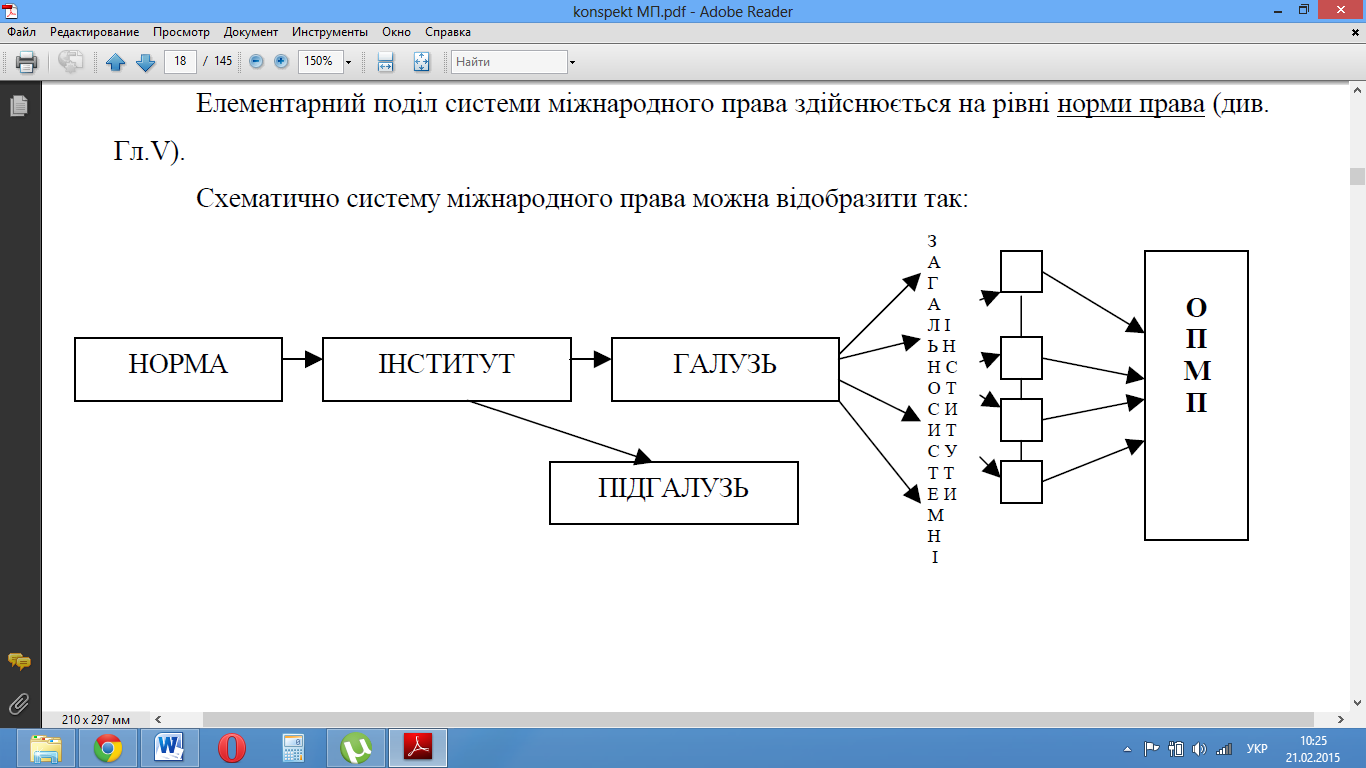 konspekt МП.pdf - Adobe Reader
Файл Редактирование Просмотр Документ Инструменты Окно Справка
18 / 145 150% Найти
Елементарний поділ системи міжнародного права здійснюється на рівні норми права (див.
Гл.V).
Схематично систему міжнародного права можна відобразити так:
НОРМА
ІНСТИТУТ
ГАЛУЗЬ
ПІДГАЛУЗЬ
ЗАГАЛЬНОСИСТЕМНІ
ІНСТИТУТИ
ОПМП
210 x 297 мм
УКР
10:25
21.02.2015